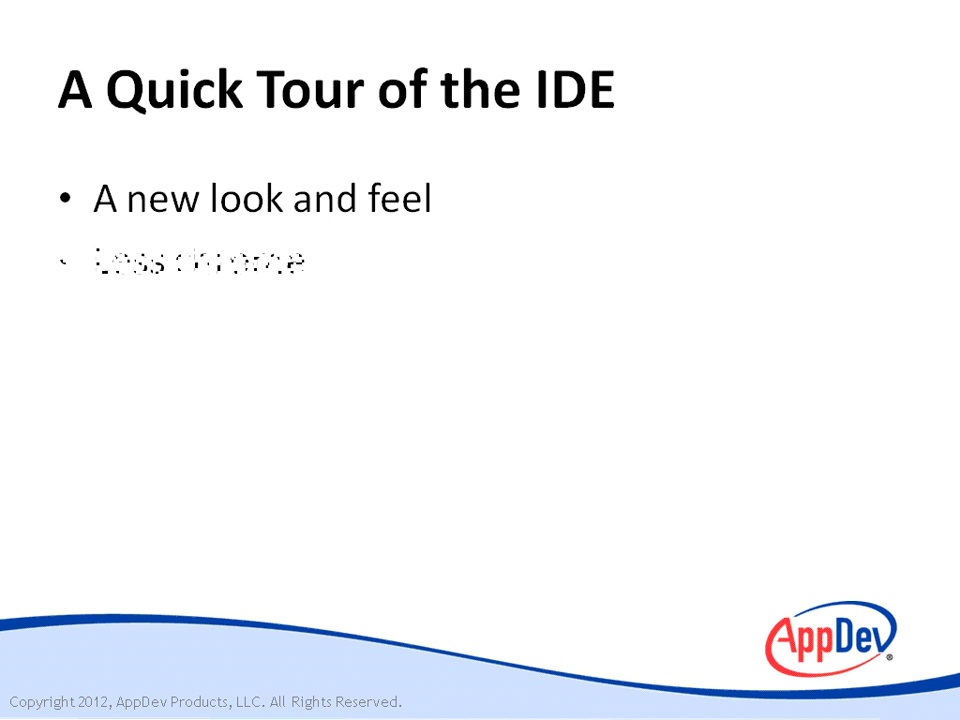 A Quick Tour of the IDE
• A new look and feel
AppDev®
Copyright 2012, AppDev Products, LLC. All Rights Reserved.